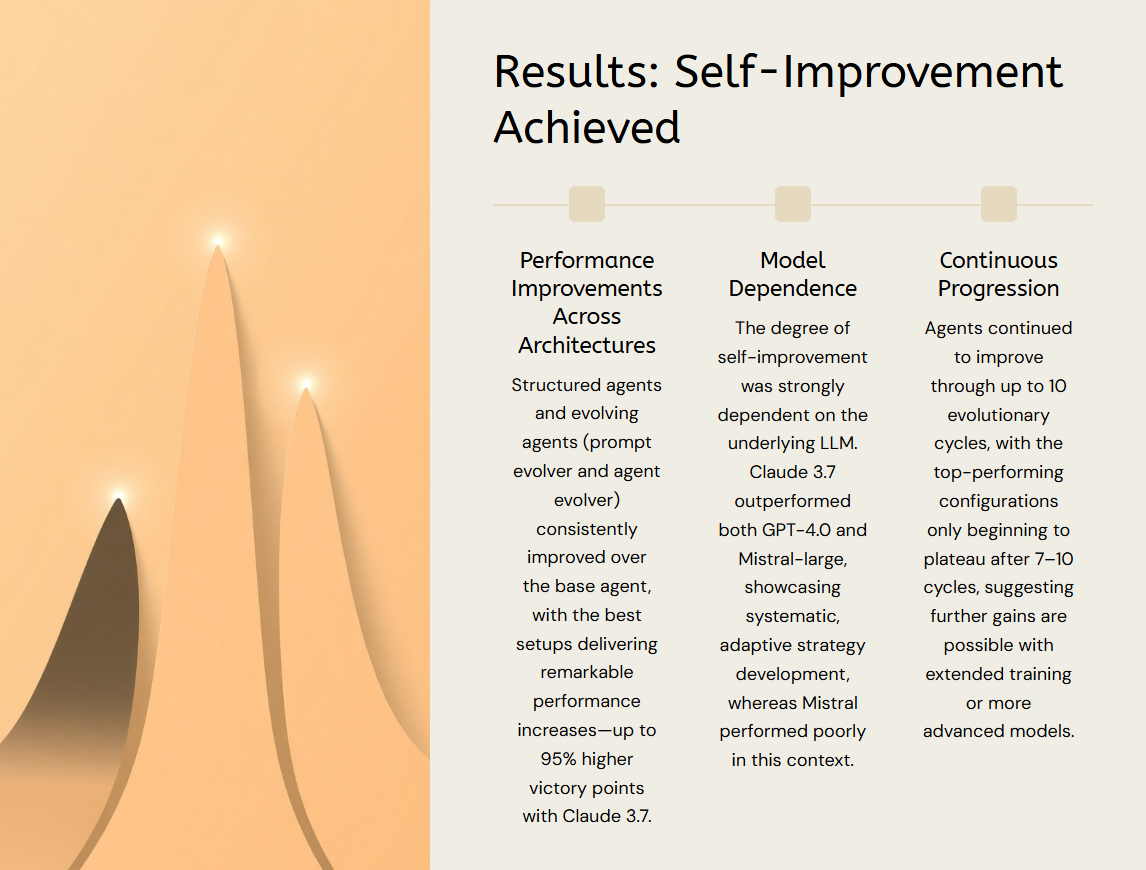 Results: Self-Improvement
Achieved
Performance
Improvements
Across
Architectures
Structured agents
and evolving
agents (prompt
evolver and agent
evolver)
consistently
improved over
the base agent,
with the best
setups delivering
remarkable
performance
increases—up to
95% higher
victory points
with Claude 3.7.
Model
Dependence
The degree of
self-improvement
was strongly
dependent on the
underlying LLM.
Claude 3.7
outperformed
both GPT-4.0 and
Mistral-large,
showcasing
systematic,
adaptive strategy
development,
whereas Mistral
performed poorly
in this context.
Continuous
Progression
Agents continued
to improve
through up to 10
evolutionary
cycles, with the
top-performing
configurations
only beginning to
plateau after 7–10
cycles, suggesting
further gains are
possible with
extended training
or more
advanced models.